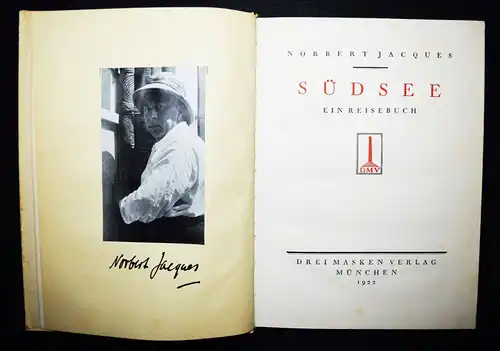 Norbert Jacques
NORBERT JACQUES
SÜDSEE
EIN REISEBUCH
DMV
DREI MASKEN VERLAG
MÜNCHEN
1922